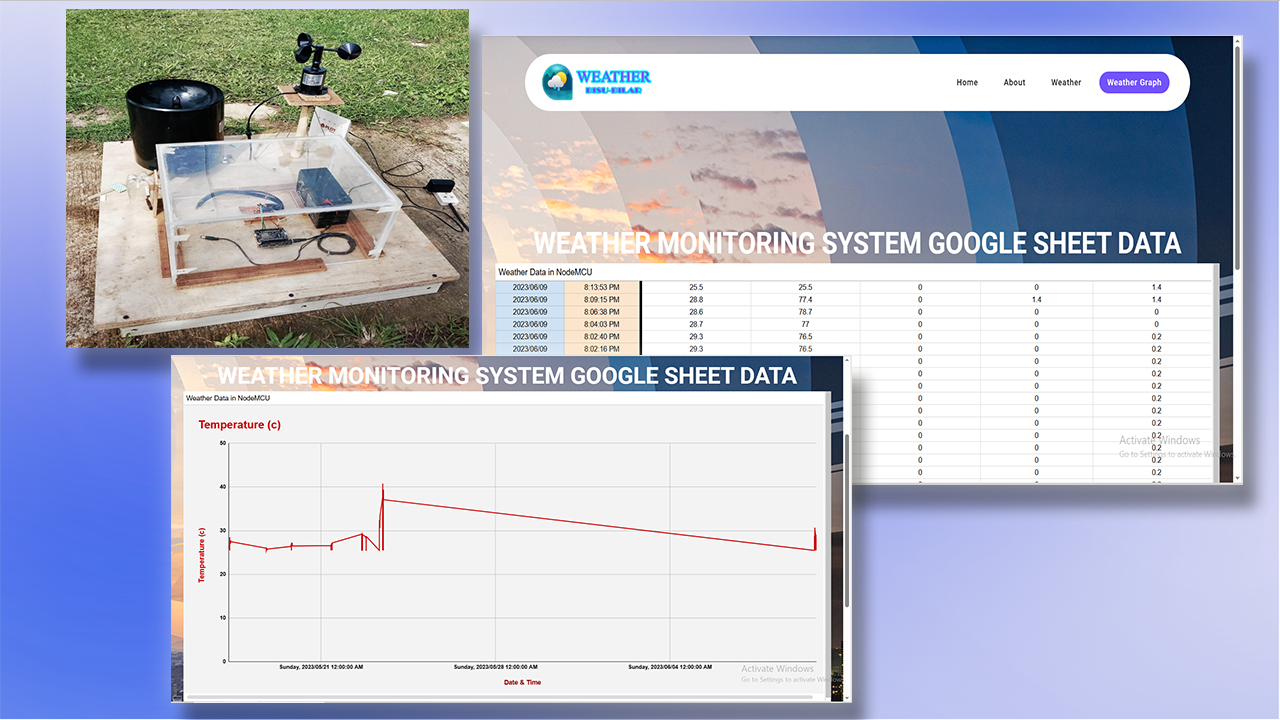 WEATHER
BISU-BILAR
Home About Weather Weather Graph
WEATHER MONITORING SYSTEM GOOGLE SHEET DATA
Weather Data in NodeMCU
2023/06/09 8:13:53 PM 25.5 25.5 0 0 1.4
2023/06/09 8:09:15 PM 28.8 77.4 0 1.4 1.4
2023/06/09 8:06:38 PM 28.6 78.7 0 0 0
2023/06/09 8:04:03 PM 28.7 77 0 0 0
2023/06/09 8:02:40 PM 29.3 76.5 0 0 0.2
2023/06/09 8:02:16 PM 29.3 76.5 0 0 0.2
0 0 0.2
0 0 0.2
0 0 0.2
0 0 0.2
0 0 0.2
0 0 0.2
0 0 0.2
0 0 0.2
0 0 0.2
0 0 0.2
Activate Windows
Go to Settings to activate Windows
WEATHER MONITORING SYSTEM GOOGLE SHEET DATA
Weather Data in NodeMCU
Temperature (c)
50
40
30
20
10
0
Temperature (c)
Sunday, 2023/05/21 12:00:00 AM Sunday, 2023/05/28 12:00:00 AM Sunday, 2023/06/04 12:00:00 AM
Date & Time
Activate Windows
Go to Settings to activate Windows